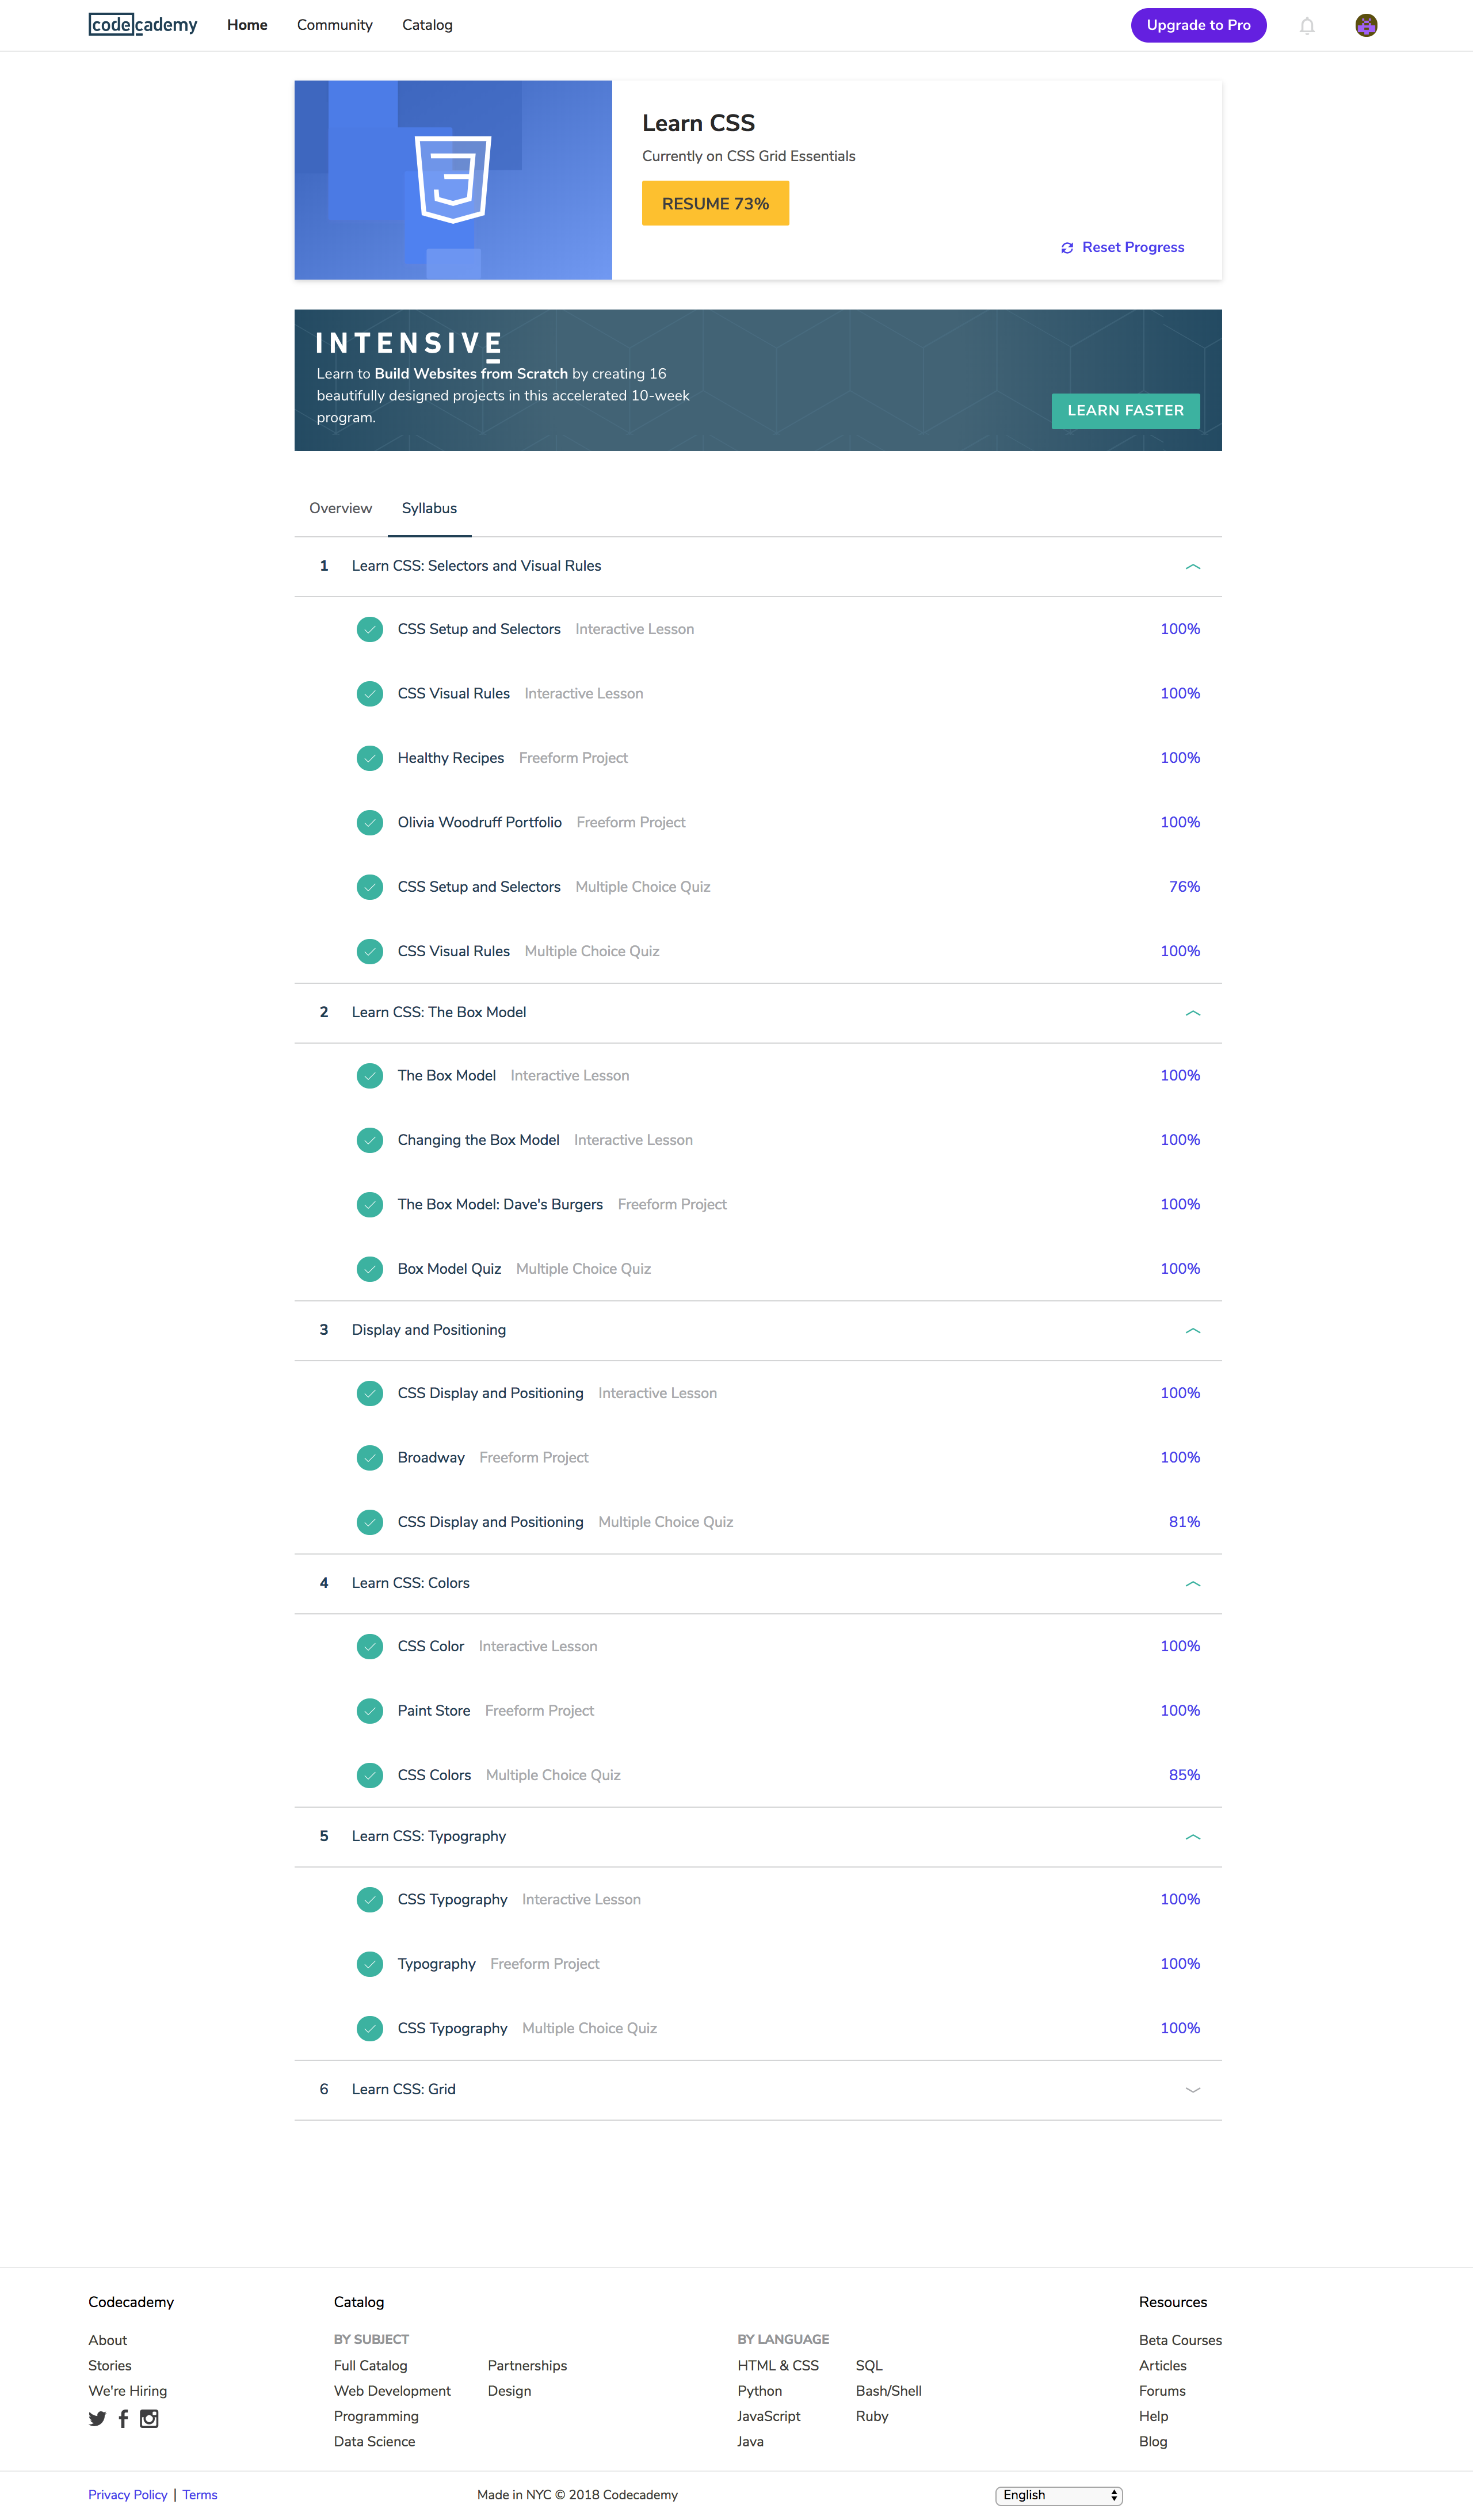 codecademy Home Community Catalog Upgrade to Pro
Learn CSS
Currently on CSS Grid Essentials
RESUME 73%
Reset Progress
INTENSIVE
Learn to Build Websites from Scratch by creating 16
beautifully designed projects in this accelerated 10-week
program.
LEARN FASTER
Overview Syllabus
1 Learn CSS: Selectors and Visual Rules
CSS Setup and Selectors Interactive Lesson 100%
CSS Visual Rules Interactive Lesson 100%
Healthy Recipes Freeform Project 100%
Olivia Woodruff Portfolio Freeform Project 100%
CSS Setup and Selectors Multiple Choice Quiz 76%
CSS Visual Rules Multiple Choice Quiz 100%
2 Learn CSS: The Box Model
The Box Model Interactive Lesson 100%
Changing the Box Model Interactive Lesson 100%
The Box Model: Dave's Burgers Freeform Project 100%
Box Model Quiz Multiple Choice Quiz 100%
3 Display and Positioning
CSS Display and Positioning Interactive Lesson 100%
Broadway Freeform Project 100%
CSS Display and Positioning Multiple Choice Quiz 81%
4 Learn CSS: Colors
CSS Color Interactive Lesson 100%
Paint Store Freeform Project 100%
CSS Colors Multiple Choice Quiz 85%
5 Learn CSS: Typography
CSS Typography Interactive Lesson 100%
Typography Freeform Project 100%
CSS Typography Multiple Choice Quiz 100%
6 Learn CSS: Grid
Codecademy Catalog Resources
About BY SUBJECT BY LANGUAGE Beta Courses
Stories Full Catalog Partnerships HTML & CSS SQL Articles
We're Hiring Web Development Design Python Bash/Shell Forums
Programming JavaScript Ruby Help
Data Science Java Blog
Privacy Policy | Terms Made in NYC © 2018 Codecademy English